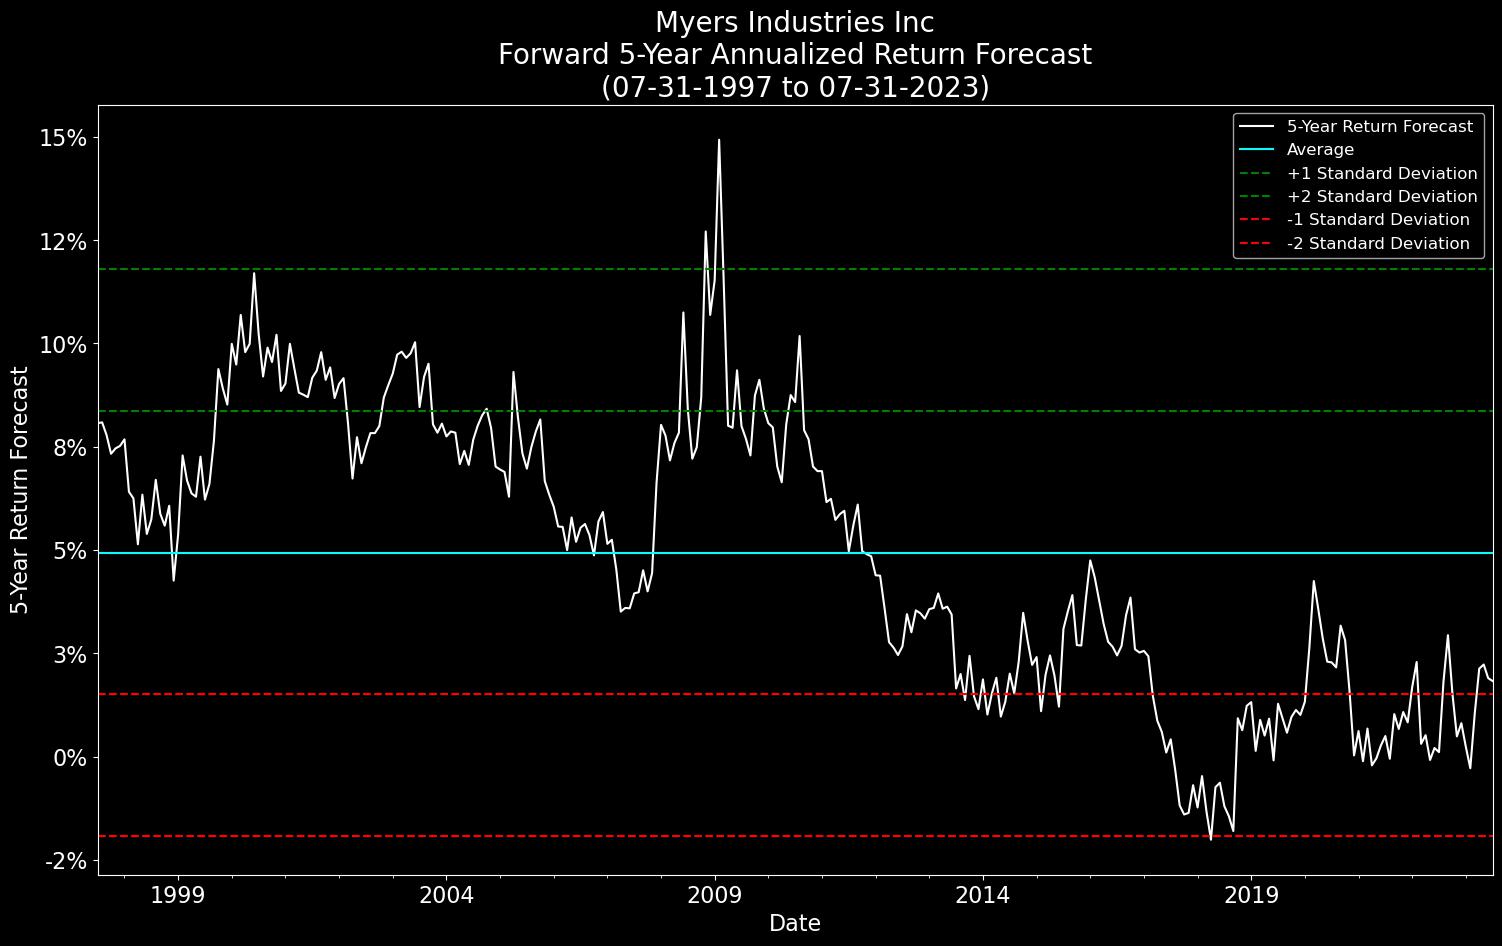 Myers Industries Inc
Forward 5-Year Annualized Return Forecast
(07-31-1997 to 07-31-2023)
5-Year Return Forecast
Average
+1 Standard Deviation
+2 Standard Deviation
-1 Standard Deviation
-2 Standard Deviation
15%
12%
10%
8%
5%
3%
0%
-2%
5-Year Return Forecast
1999
2004
2009
2014
2019
Date